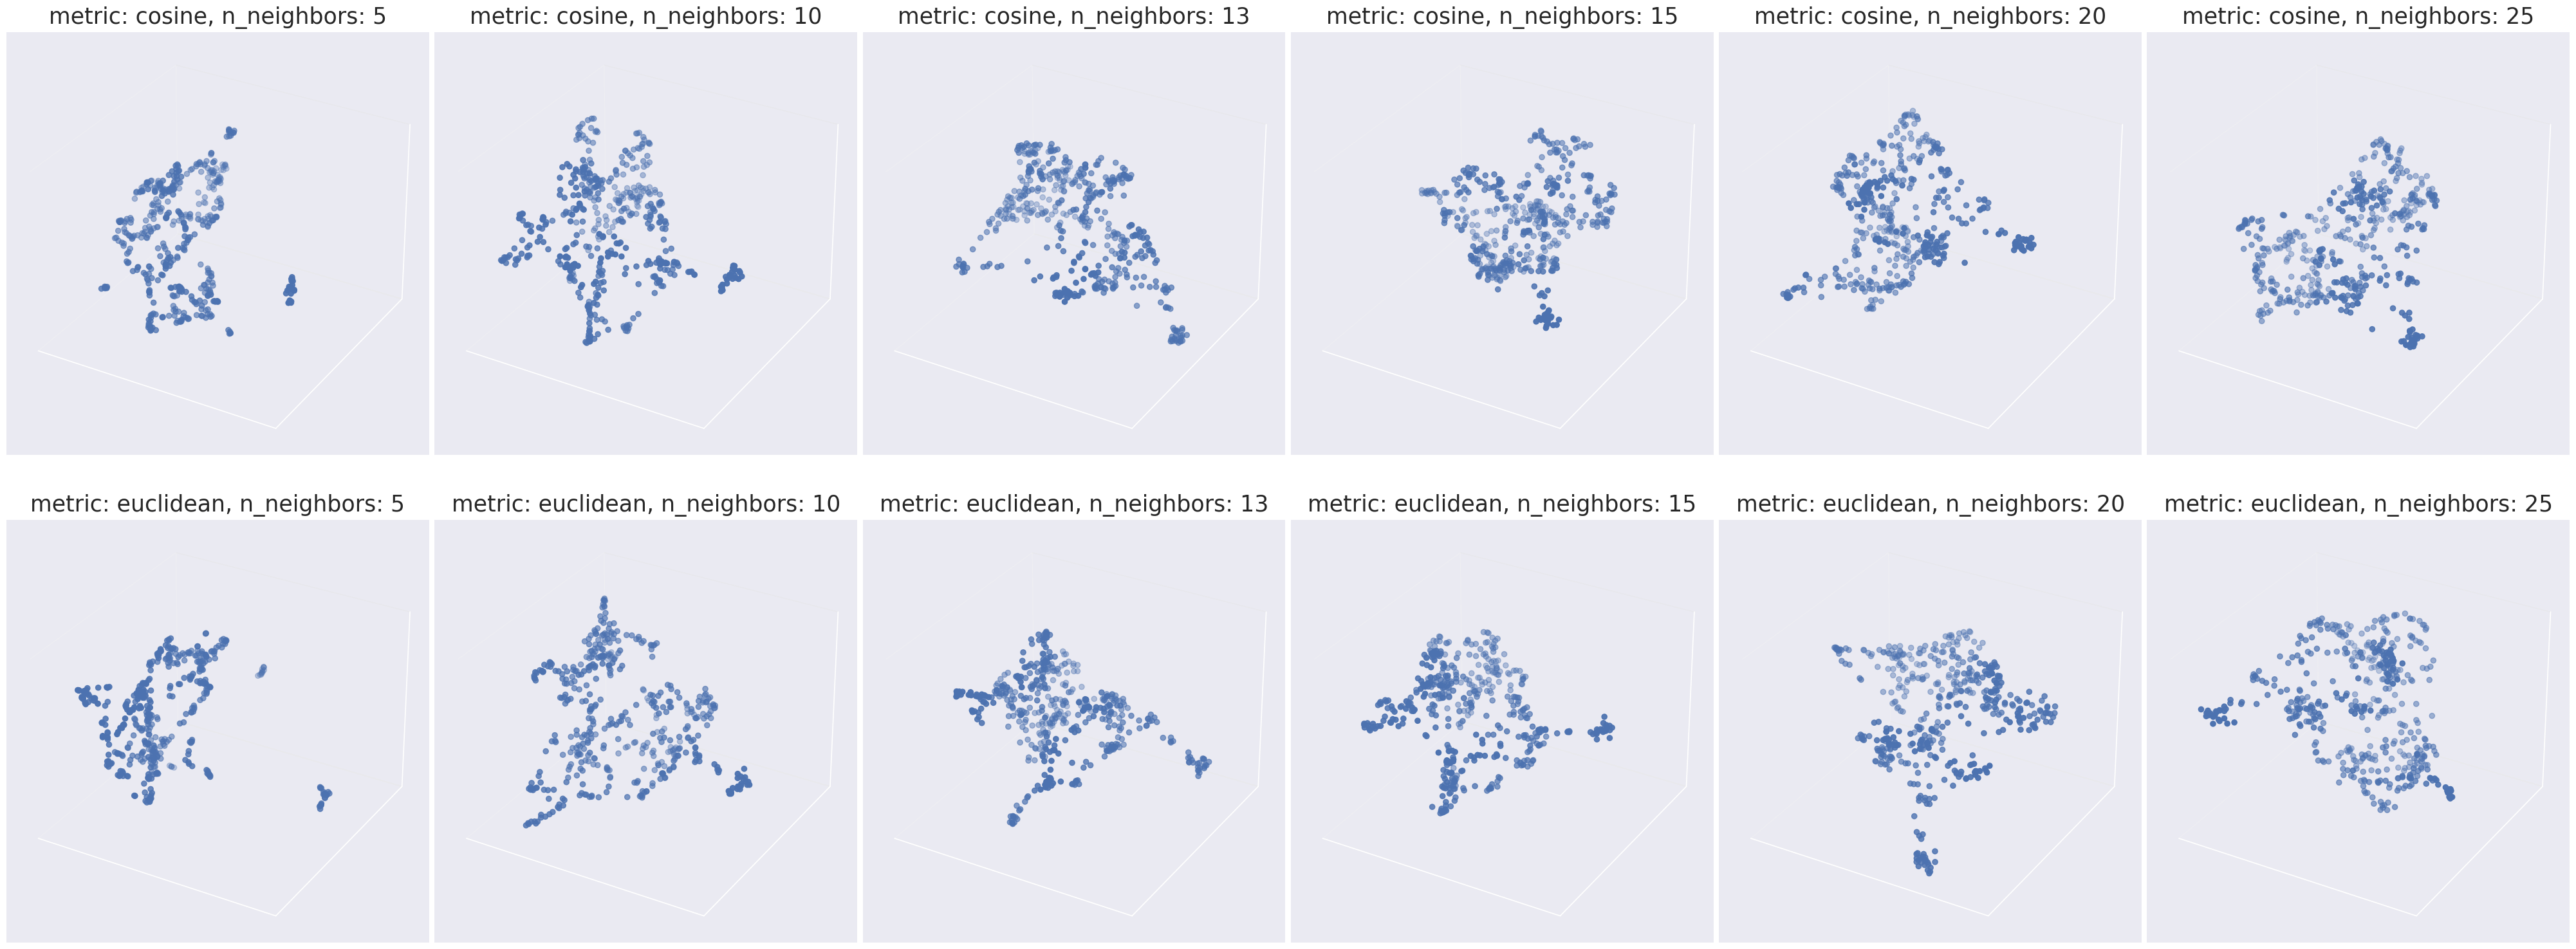 metric: cosine, n_neighbors: 5
metric: cosine, n_neighbors: 10
metric: cosine, n_neighbors: 13
metric: cosine, n_neighbors: 15
metric: cosine, n_neighbors: 20
metric: cosine, n_neighbors: 25
metric: euclidean, n_neighbors: 5
metric: euclidean, n_neighbors: 10
metric: euclidean, n_neighbors: 13
metric: euclidean, n_neighbors: 15
metric: euclidean, n_neighbors: 20
metric: euclidean, n_neighbors: 25